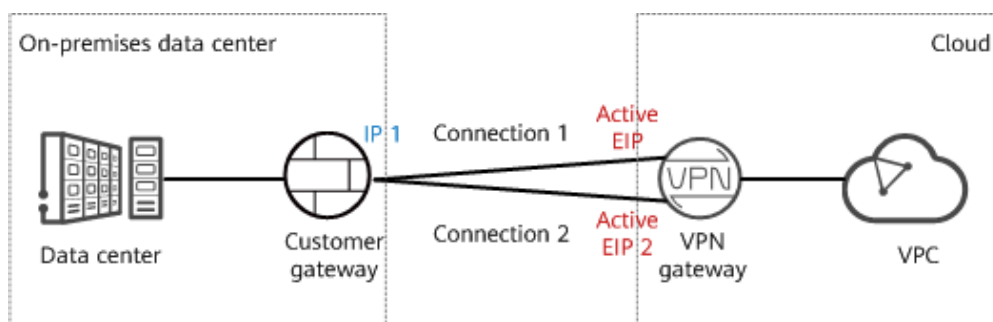 On-premises data center
Cloud
IP 1
Connection 1
Active
EIP
VPN
Connection 2
Active
EIP 2
Data center
Customer
gateway
VPN
gateway
VPC